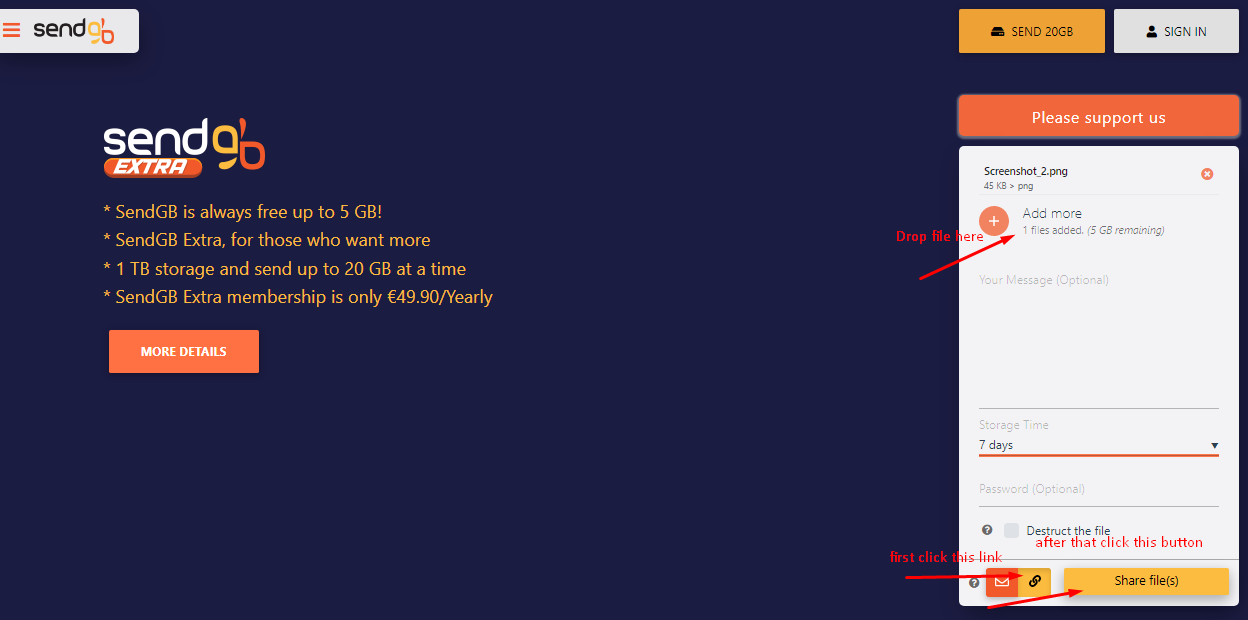 sendgb
SEND 20GB
SIGN IN
sendgb
EXTRA
* SendGB is always free up to 5 GB!
* SendGB Extra, for those who want more
* 1 TB storage and send up to 20 GB at a time
* SendGB Extra membership is only €49.90/Yearly
MORE DETAILS
Please support us
Screenshot_2.png
45 KB > png
Add more
1 files added. (5 GB remaining)
Drop file here
Your Message (Optional)
Storage Time
7 days
Password (Optional)
Destruct the file
after that click this button
first click this link
Share file(s)